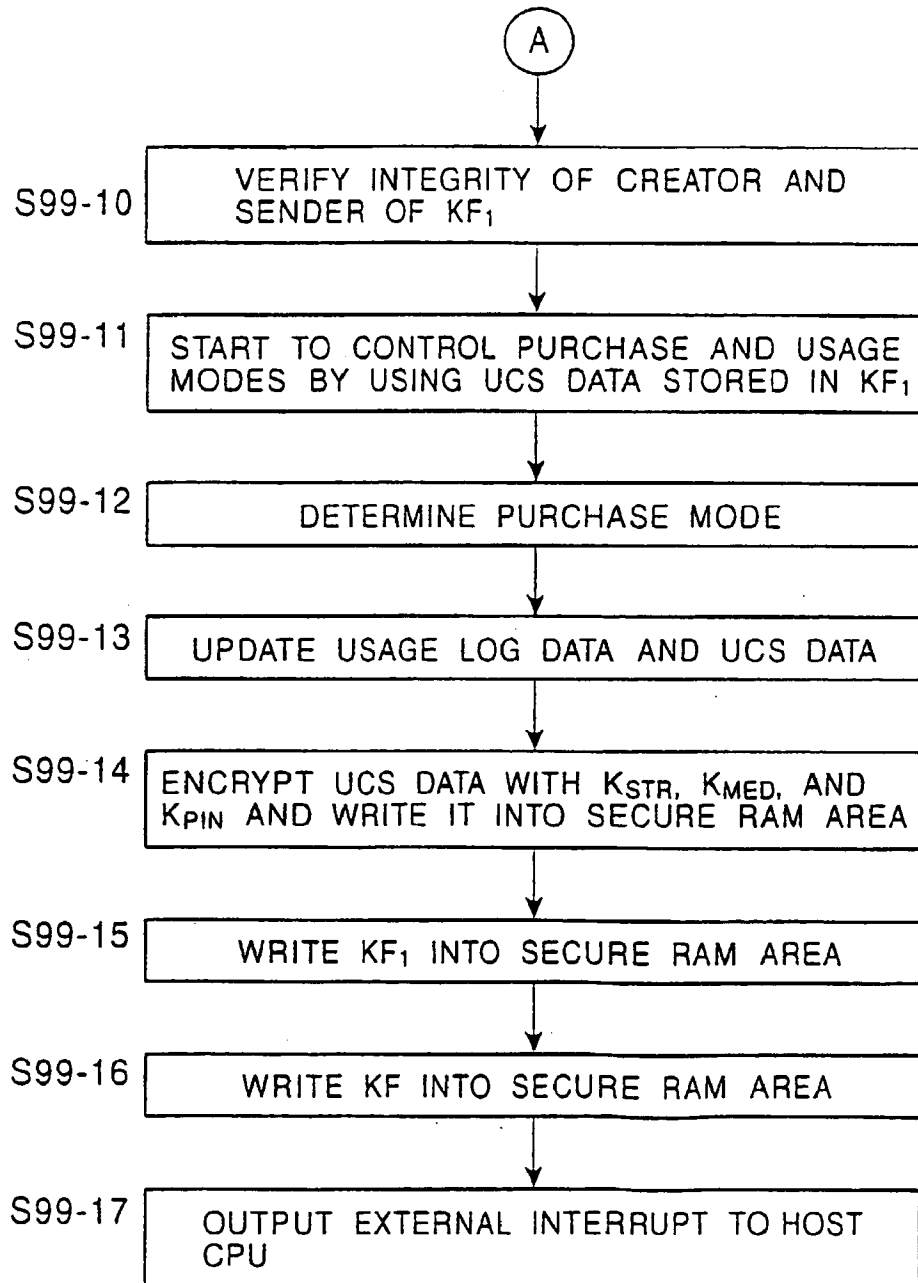 A
S99-10
VERIFY INTEGRITY OF CREATOR AND
SENDER OF KF₁
S99-11
START TO CONTROL PURCHASE AND USAGE
MODES BY USING UCS DATA STORED IN KF₁
S99-12
DETERMINE PURCHASE MODE
S99-13
UPDATE USAGE LOG DATA AND UCS DATA
S99-14
ENCRYPT UCS DATA WITH KSTR, KMED, AND
KPIN AND WRITE IT INTO SECURE RAM AREA
S99-15
WRITE KF₁ INTO SECURE RAM AREA
S99-16
WRITE KF INTO SECURE RAM AREA
S99-17
OUTPUT EXTERNAL INTERRUPT TO HOST
CPU